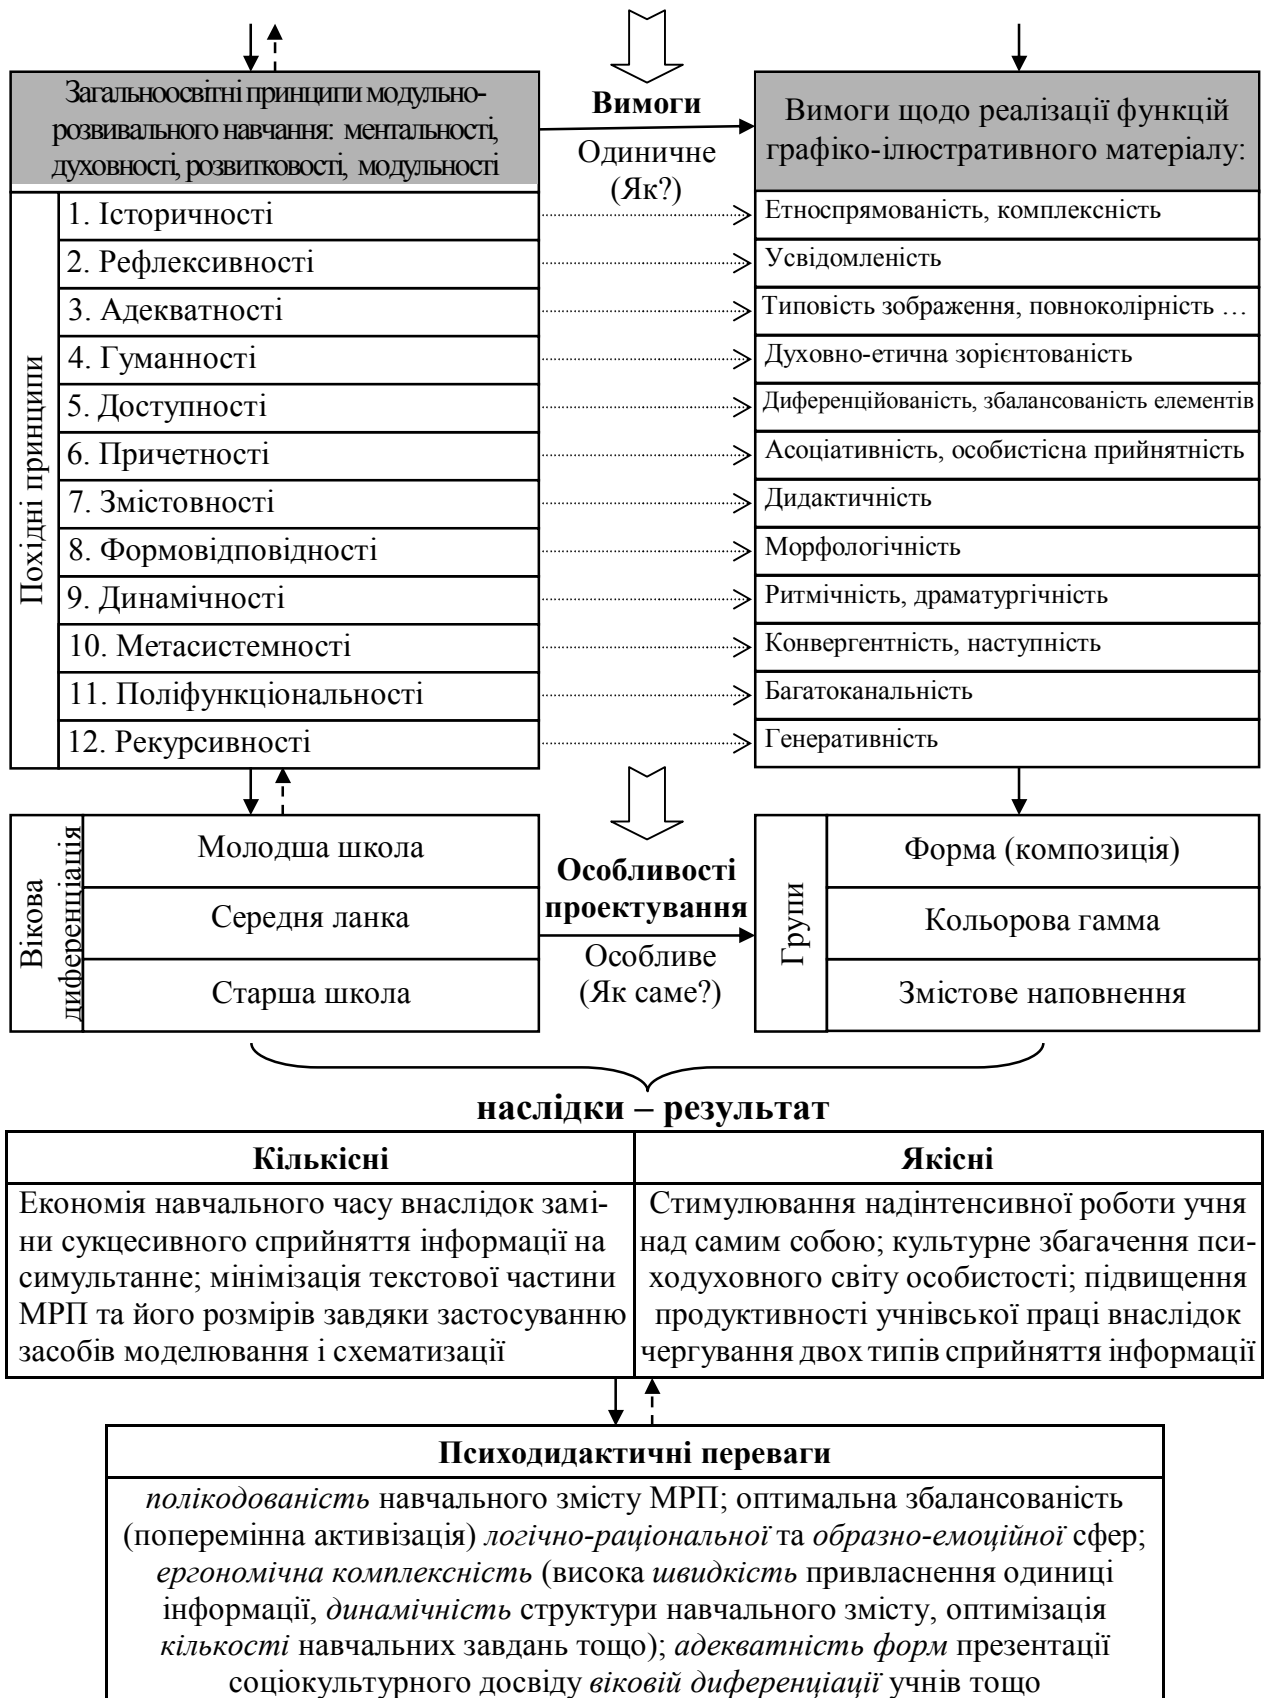 Загальноосвітні принципи модульно-
розвивального навчання: ментальності,
духовності, розвитковості, модульності
Вимоги
Одиничне
(Як?)
Вимоги щодо реалізації функцій
графіко-ілюстративного матеріалу:
Похідні принципи
1. Історичності
Етноспрямованість, комплексність
2. Рефлексивності
Усвідомленість
3. Адекватності
Типовість зображення, повноколірність …
4. Гуманності
Духовно-етична зорієнтованість
5. Доступності
Диференційованість, збалансованість елементів
6. Причетності
Асоціативність, особистісна прийнятність
7. Змістовності
Дидактичність
8. Формовідповідності
Морфологічність
9. Динамічності
Ритмічність, драматургічність
10. Метасистемності
Конвергентність, наступність
11. Поліфункціональності
Багатоканальність
12. Рекурсивності
Генеративність
Вікова
диференціація
Молодша школа
Середня ланка
Старша школа
Особливості
проектування
Особливе
(Як саме?)
Групи
Форма (композиція)
Кольорова гамма
Змістове наповнення
наслідки – результат
Кількісні
Економія навчального часу внаслідок замі-
ни сукцесивного сприйняття інформації на
симультанне; мінімізація текстової частини
МРП та його розмірів завдяки застосуванню
засобів моделювання і схематизації
Якісні
Стимулювання надінтенсивної роботи учня
над самим собою; культурне збагачення пси-
ходуховного світу особистості; підвищення
продуктивності учнівської праці внаслідок
чергування двох типів сприйняття інформації
Психодидактичні переваги
полікодованість навчального змісту МРП; оптимальна збалансованість
(поперемінна активізація) логічно-раціональної та образно-емоційної сфер;
ергономічна комплексність (висока швидкість привласнення одиниці
інформації, динамічність структури навчального змісту, оптимізація
кількості навчальних завдань тощо); адекватність форм презентації
соціокультурного досвіду віковій диференціації учнів тощо